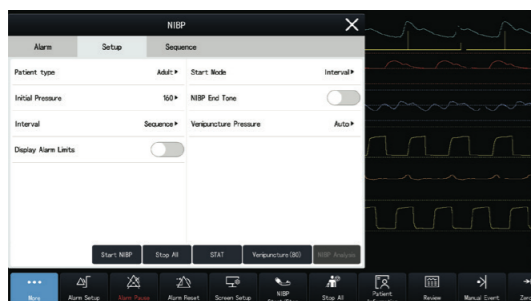 NIBP
Alarm Setup Sequence
Patient type Adult Start Mode Interval
Initial Pressure 160 NIBP End Tone
Interval Sequence Venipuncture Pressure Auto
Display Alarm Limits
Start NIBP Stop All STAT Venipuncture(80) NIBP Analysis
More Alarm Setup Alarm Pause Alarm Reset Screen Setup NIBP Stop All Patient Review Manual Event